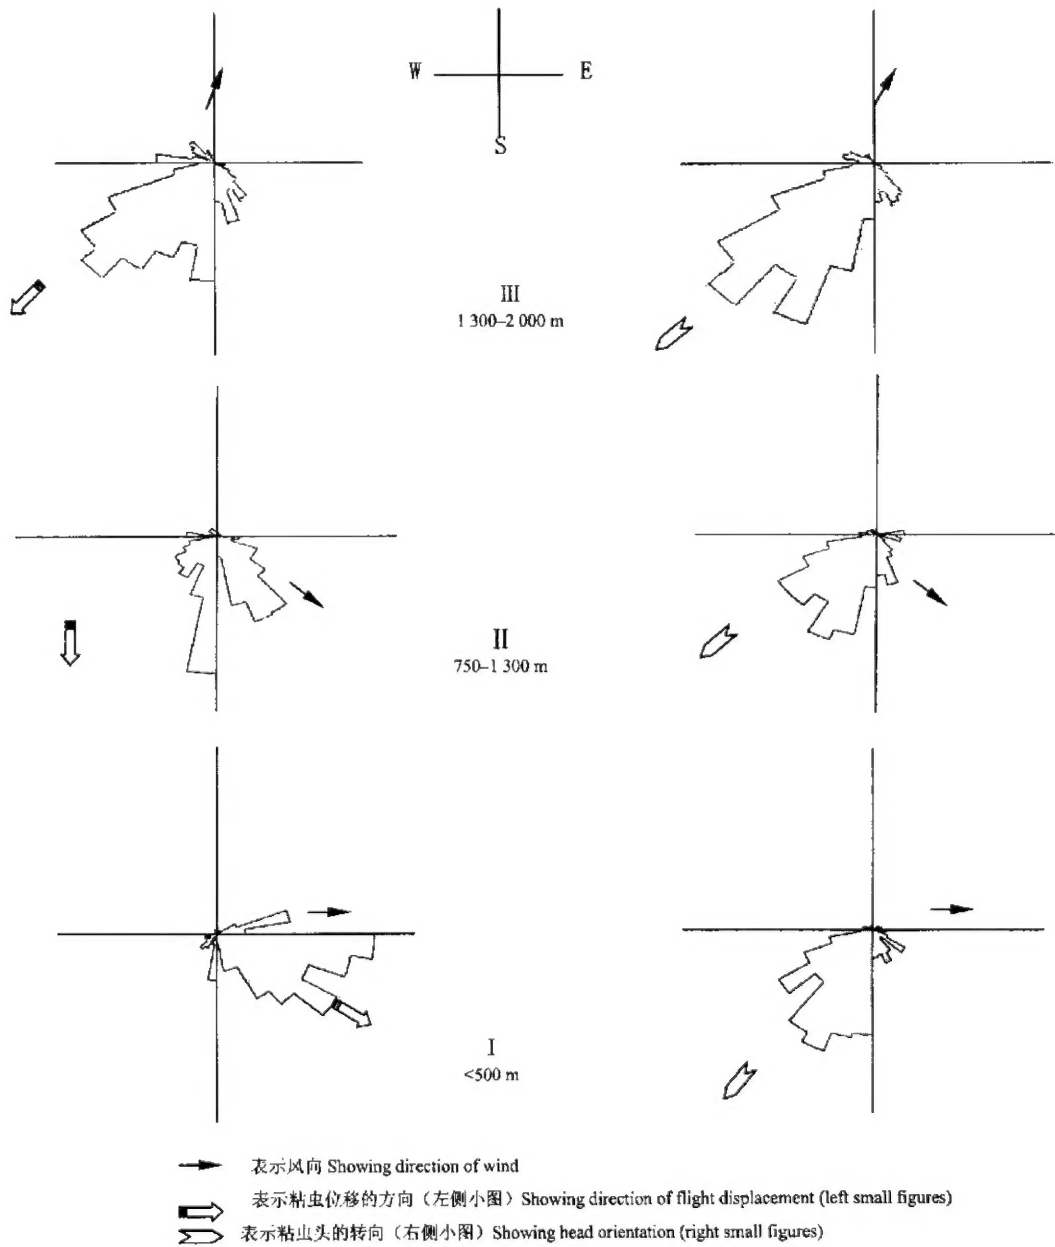 W E
S
III
1 300–2 000 m
II
750–1 300 m
I
<500 m
表示风向 Showing direction of wind
表示粘虫位移的方向（左侧小图）Showing direction of flight displacement (left small figures)
表示粘虫头的转向（右侧小图）Showing head orientation (right small figures)